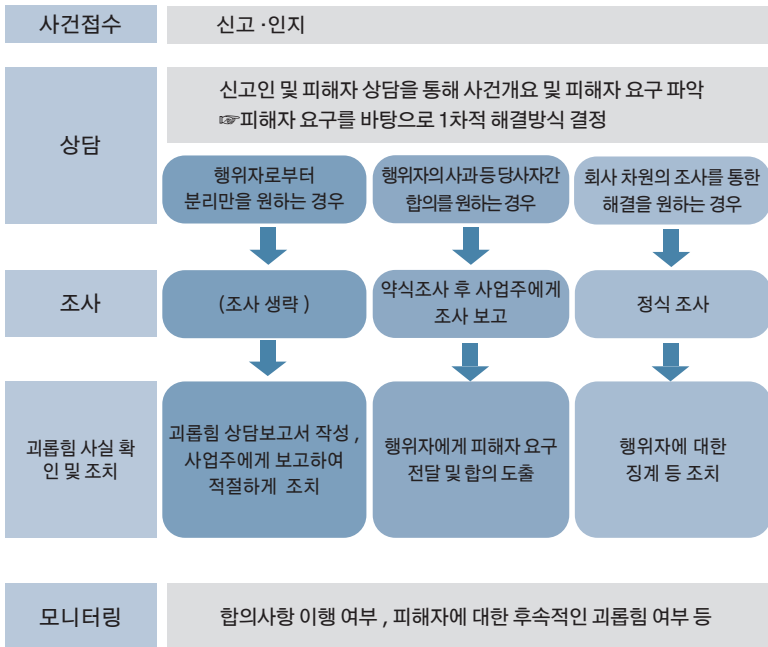 사건접수
신고 ·인지
상담
신고인 및 피해자 상담을 통해 사건개요 및 피해자 요구 파악
☞피해자 요구를 바탕으로 1차적 해결방식 결정
행위자로부터
분리만을 원하는 경우
행위자의 사과 등 당사자간
합의를 원하는 경우
회사 차원의 조사를 통한
해결을 원하는 경우
조사
(조사 생략 )
약식조사 후 사업주에게
조사 보고
정식 조사
괴롭힘 사실 확
인 및 조치
괴롭힘 상담보고서 작성 ,
사업주에게 보고하여
적절하게 조치
행위자에게 피해자 요구
전달 및 합의 도출
행위자에 대한
징계 등 조치
모니터링
합의사항 이행 여부 , 피해자에 대한 후속적인 괴롭힘 여부 등